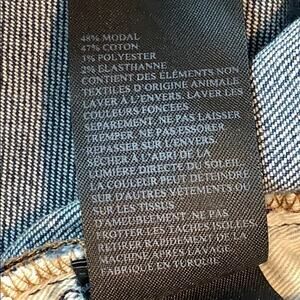 48% MODAL
47% COTON
3% POLYESTER
2% ELASTHANNE
CONTIENT DES ÉLÉMENTS NON
TEXTILES D'ORIGINE ANIMALE
LAVER À L'ENVERS. LAVER LES
COULEURS FONCÉES
SÉPARÉMENT. NE PAS LAISSER
TREMPER. NE PAS ESSORER
REPASSER SUR L'ENVERS.
SÉCHER À L'ABRI DE LA
LUMIÈRE DIRECTE DU SOLEIL
LA COULEUR PEUT DÉTEINDRE
SUR D'AUTRES VÊTEMENTS OU
SUR LES TISSUS
D'AMEUBLEMENT. NE PAS
FROTTER LES TACHES ISOLÉES.
RETIRER RAPIDEMENT DE LA
MACHINE APRÈS LAVAGE
FABRIQUÉ EN TURQUIE